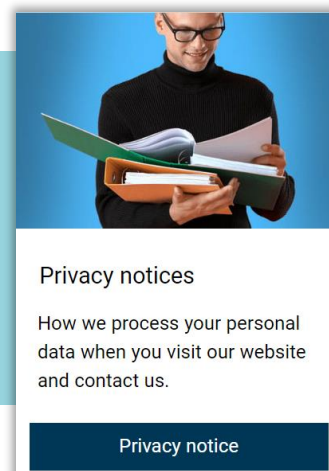 Privacy notices
How we process your personal
data when you visit our website
and contact us.
Privacy notice